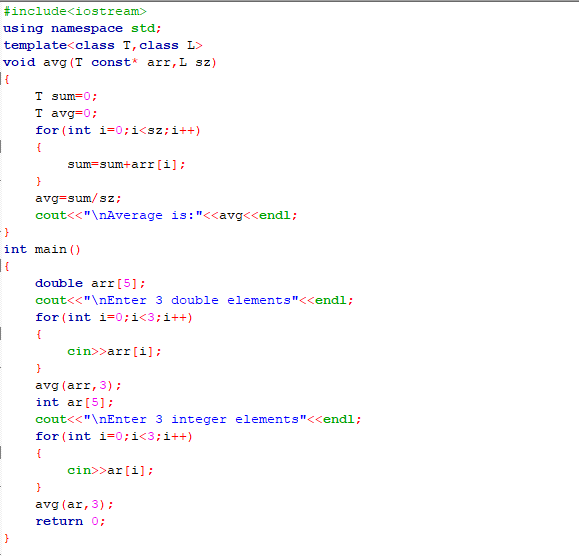 #include<iostream>
using namespace std;
template<class T,class L>
void avg(T const* arr,L sz)
{
    T sum=0;
    T avg=0;
    for(int i=0;i<sz;i++)
    {
        sum=sum+arr[i];
    }
    avg=sum/sz;
    cout<<"\nAverage is:"<<avg<<endl;
}
int main()
{
    double arr[5];
    cout<<"\nEnter 3 double elements"<<endl;
    for(int i=0;i<3;i++)
    {
        cin>>arr[i];
    }
    avg(arr,3);
    int ar[5];
    cout<<"\nEnter 3 integer elements"<<endl;
    for(int i=0;i<3;i++)
    {
        cin>>ar[i];
    }
    avg(ar,3);
    return 0;
}